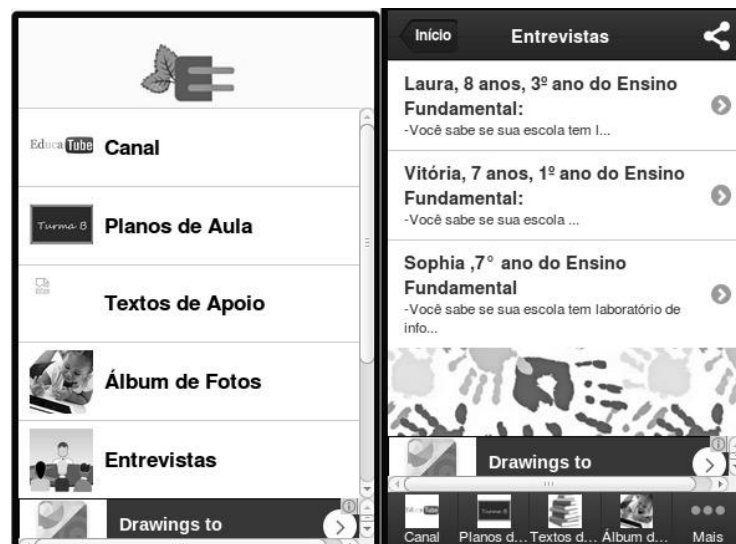 EducaTube Canal
Turma B Planos de Aula
Textos de Apoio
Álbum de Fotos
Entrevistas
Drawings to
Início Entrevistas
Laura, 8 anos, 3º ano do Ensino
Fundamental:
-Você sabe se sua escola tem l...
Vitória, 7 anos, 1º ano do Ensino
Fundamental:
-Você sabe se sua escola ...
Sophia ,7° ano do Ensino
Fundamental
-Você sabe se sua escola tem laboratório de
info...
Drawings to
Canal Planos d... Textos d... Álbum d... Mais